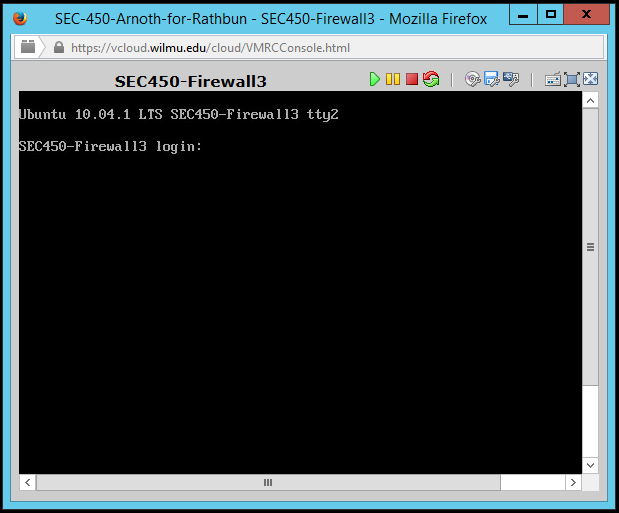 SEC-450-Arnoth-for-Rathbun - SEC450-Firewall3 - Mozilla Firefox
https://vcloud.wilmu.edu/cloud/VMRCConsole.html
SEC450-Firewall3
Ubuntu 10.04.1 LTS SEC450-Firewall3 tty2
SEC450-Firewall3 login: